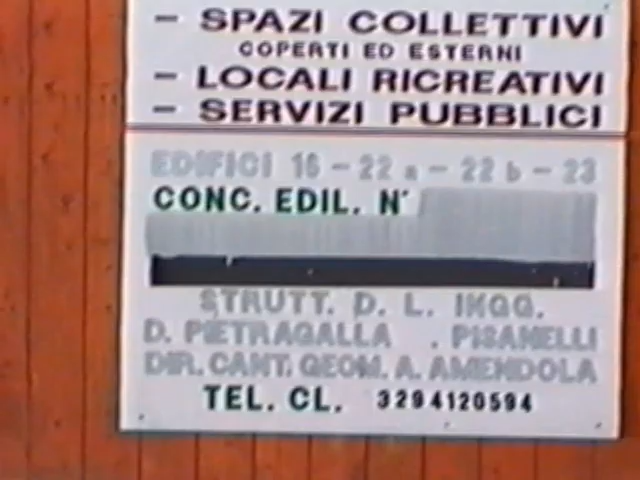 - SPAZI COLLETTIVI
COPERTI ED ESTERNI
- LOCALI RICREATIVI
- SERVIZI PUBBLICI
EDIFICI 16 - 22 a - 22 b - 23
CONC. EDIL. N°
STRUTT. D. L. INGG.
D. PIETRAGALLA . PISANELLI
DIR. CANT. GEOM. A. AMENDOLA
TEL. CL. 3294120594